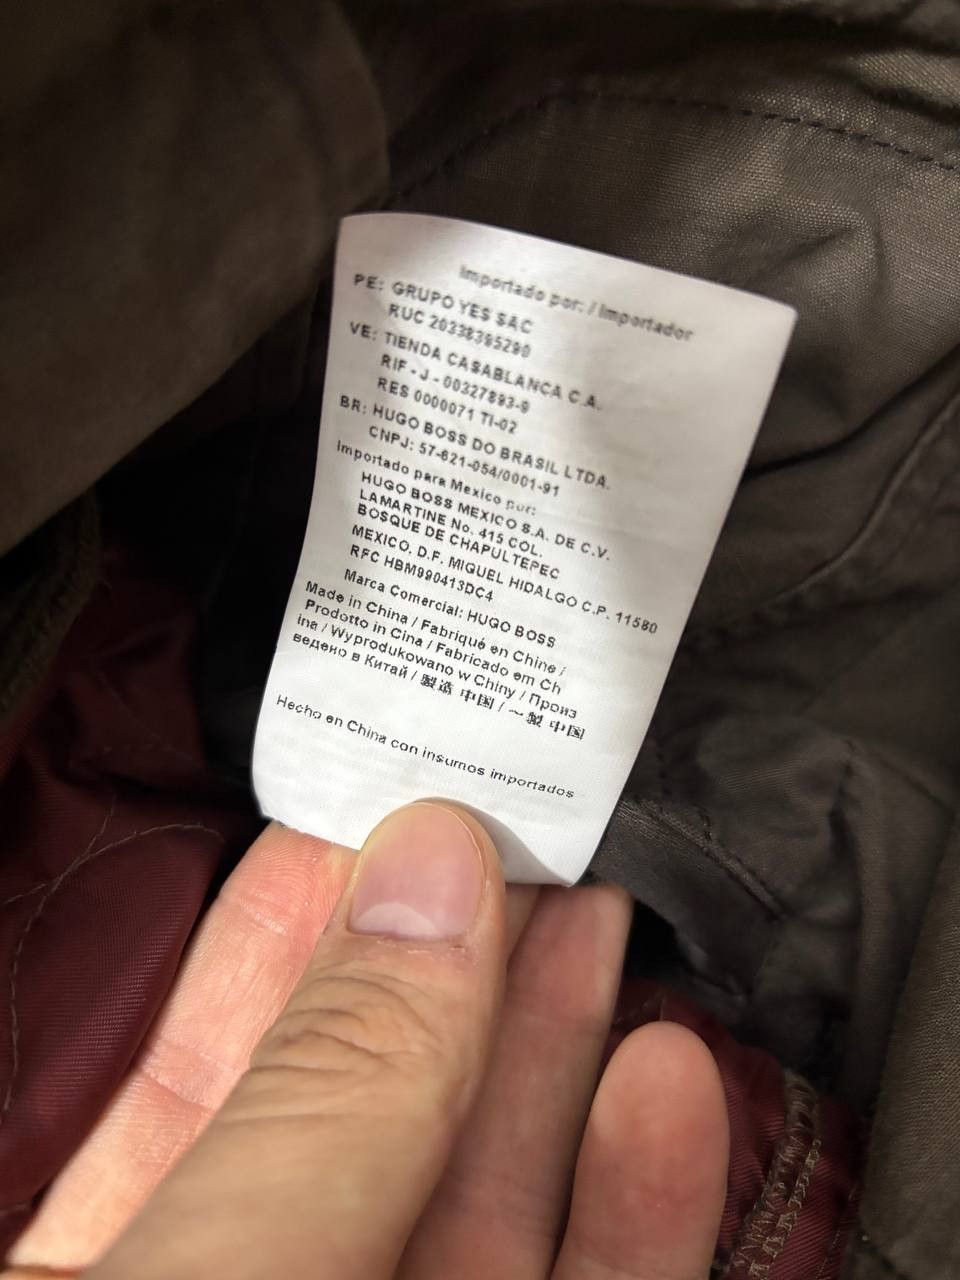 Importado por: / Importador
PE: GRUPO YES SAC
RUC 20338395290
VE: TIENDA CASABLANCA C.A.
RIF - J - 00327893-9
RES 0000071 TI-02
BR: HUGO BOSS DO BRASIL LTDA.
CNPJ: 57-621-054/0001-91
Importado para Mexico por:
HUGO BOSS MEXICO S.A. DE C.V.
LAMARTINE No. 415 COL.
BOSQUE DE CHAPULTEPEC
MEXICO, D.F. MIGUEL HIDALGO C.P. 11580
RFC HBM990413DC4
Marca Comercial: HUGO BOSS
Made in China / Fabriqué en Chine /
Prodotto in Cina / Fabricado em Ch
ina / Wyprodukowano w Chiny / Произ
ведено в Китай / 製造 中国 / 一製 中国
Hecho en China con insumos importados